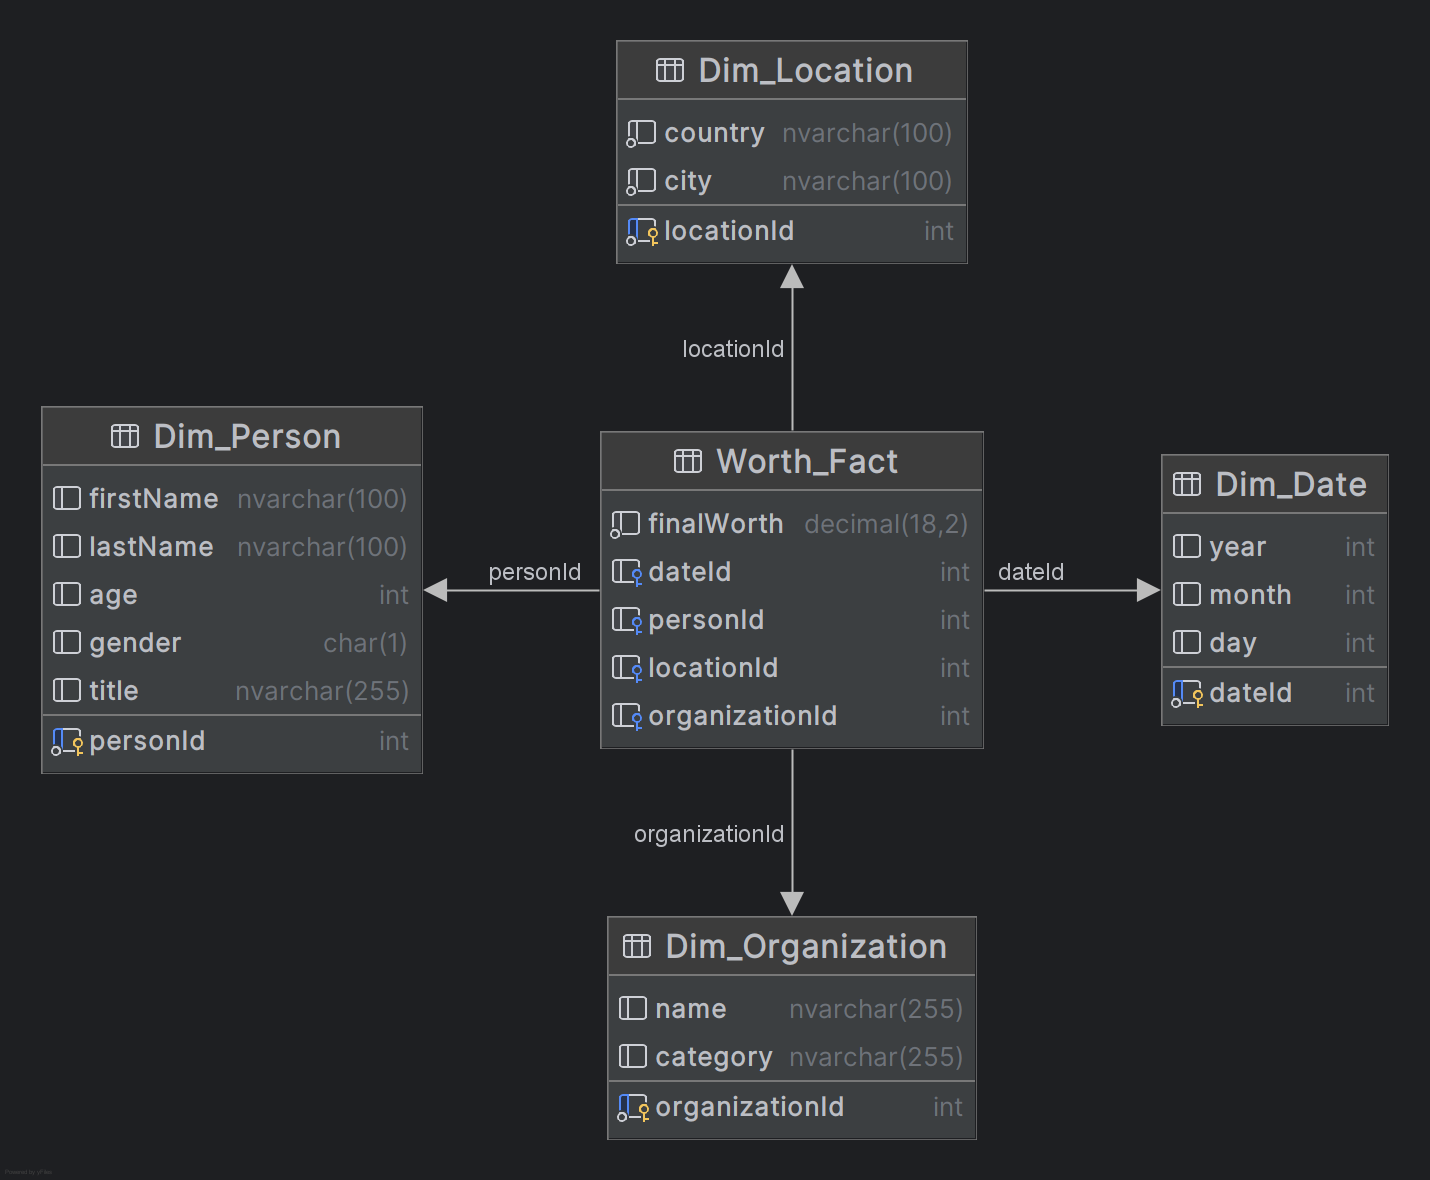 Dim_Location
country nvarchar(100)
city nvarchar(100)
locationId int
locationId
Dim_Person
firstName nvarchar(100)
lastName nvarchar(100)
age int
gender char(1)
title nvarchar(255)
personId int
personId
Worth_Fact
finalWorth decimal(18,2)
dateId int
personId int
locationId int
organizationId int
dateId
Dim_Date
year int
month int
day int
dateId int
organizationId
Dim_Organization
name nvarchar(255)
category nvarchar(255)
organizationId int
Powered by yFiles